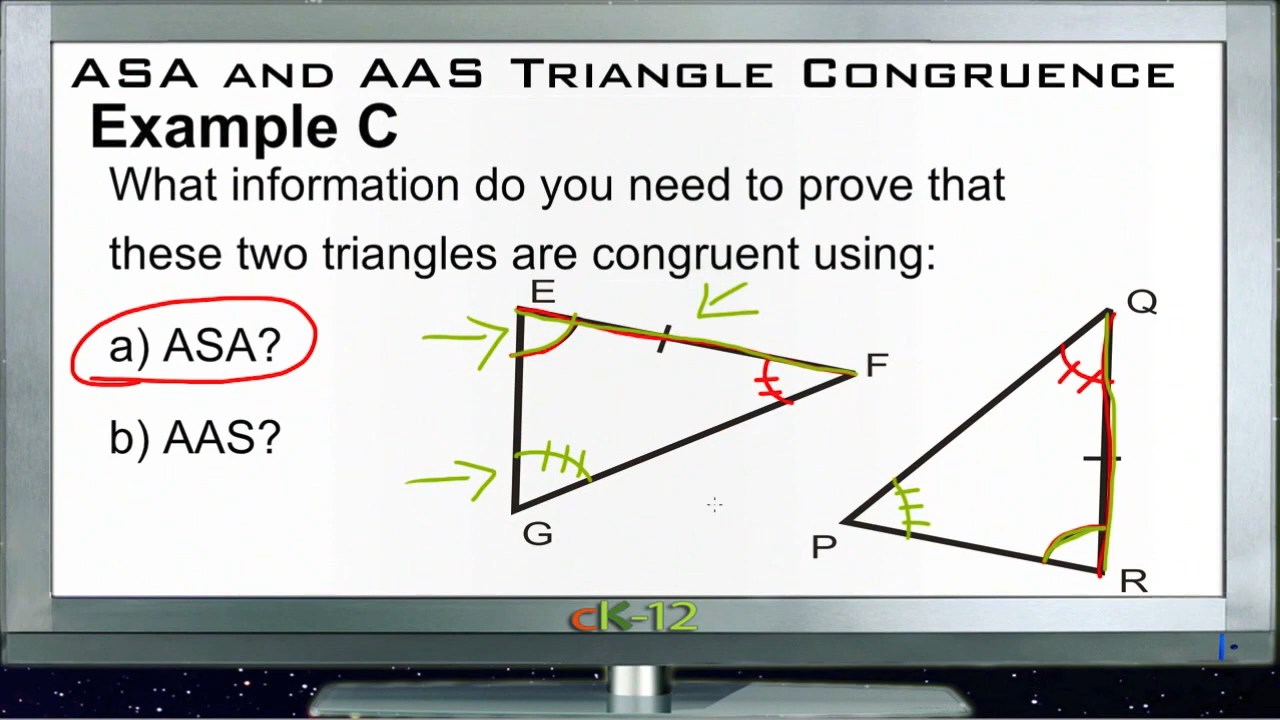 ASA AND AAS TRIANGLE CONGRUENCE
Example C
What information do you need to prove that
these two triangles are congruent using:
a) ASA?
b) AAS?
E
F
G
Q
P
R
cK-12